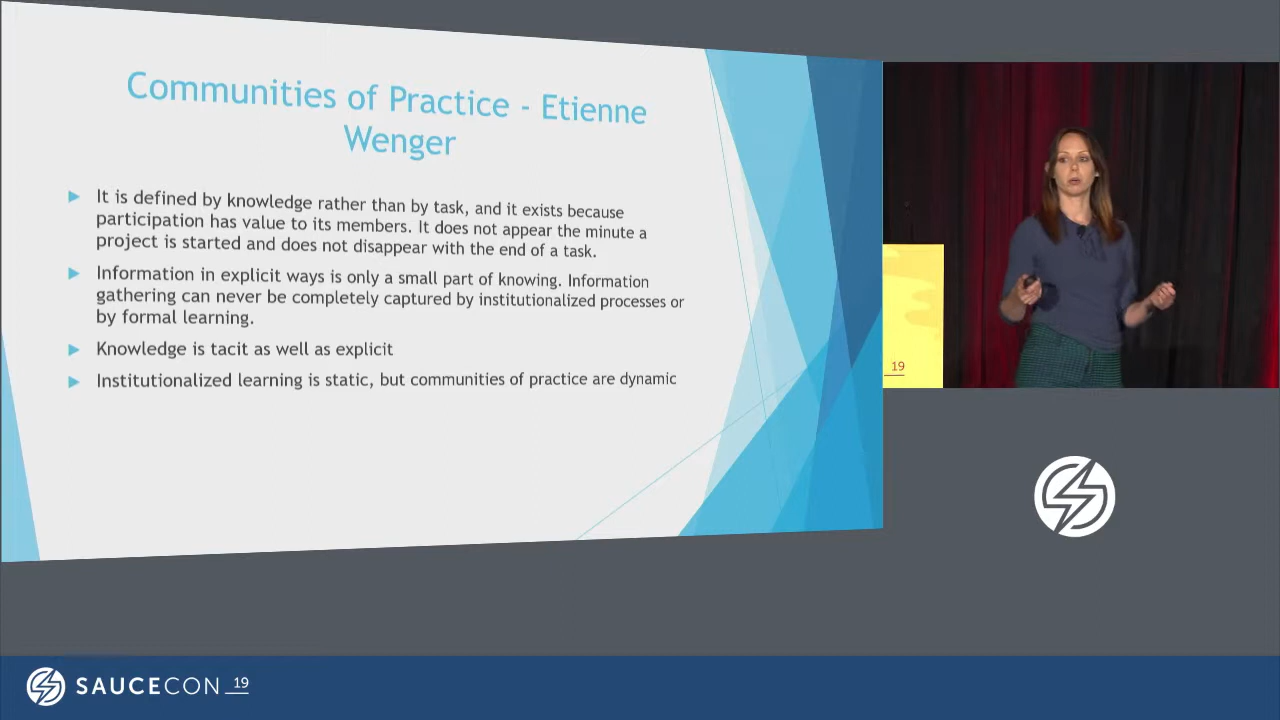 Communities of Practice - Etienne
Wenger
It is defined by knowledge rather than by task, and it exists because
participation has value to its members. It does not appear the minute a
project is started and does not disappear with the end of a task.
Information in explicit ways is only a small part of knowing. Information
gathering can never be completely captured by institutionalized processes or
by formal learning.
Knowledge is tacit as well as explicit
Institutionalized learning is static, but communities of practice are dynamic
19
SAUCECON 19